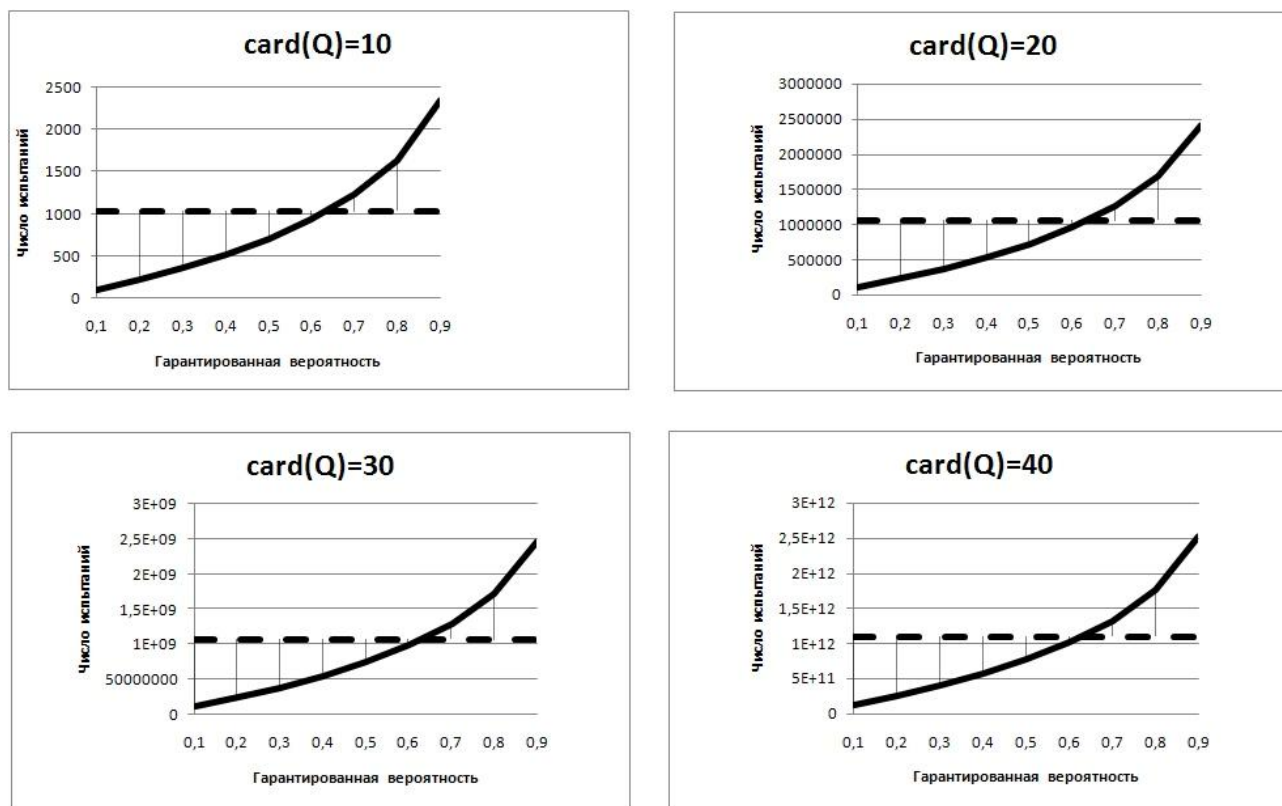 card(Q)=10
Число испытаний
2500
2000
1500
1000
500
0
0,1 0,2 0,3 0,4 0,5 0,6 0,7 0,8 0,9
Гарантированная вероятность
card(Q)=20
Число испытаний
3000000
2500000
2000000
1500000
1000000
500000
0
0,1 0,2 0,3 0,4 0,5 0,6 0,7 0,8 0,9
Гарантированная вероятность
card(Q)=30
Число испытаний
3E+09
2,5E+09
2E+09
1,5E+09
1E+09
50000000
0
0,1 0,2 0,3 0,4 0,5 0,6 0,7 0,8 0,9
Гарантированная вероятность
card(Q)=40
Число испытаний
3E+12
2,5E+12
2E+12
1,5E+12
1E+12
5E+11
0
0,1 0,2 0,3 0,4 0,5 0,6 0,7 0,8 0,9
Гарантированная вероятность